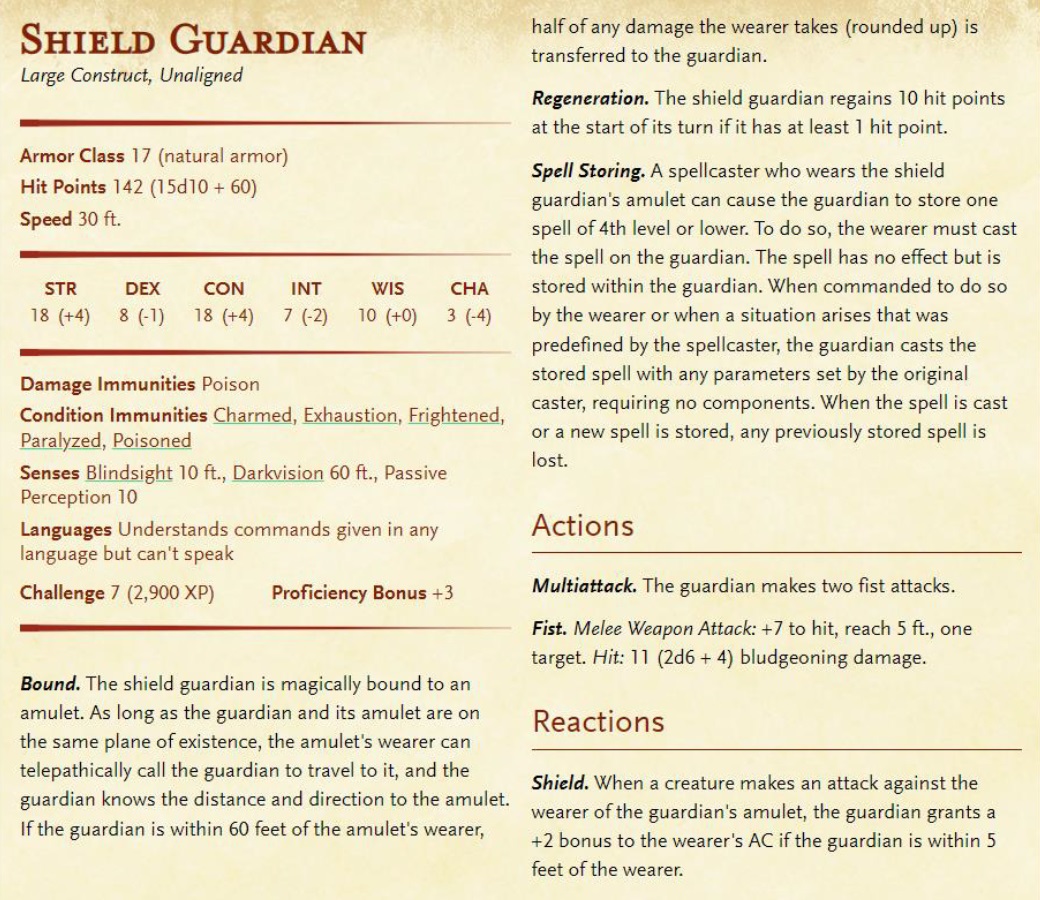 Shield Guardian
Large Construct, Unaligned
Armor Class 17 (natural armor)
Hit Points 142 (15d10 + 60)
Speed 30 ft.
STR DEX CON INT WIS CHA
18 (+4) 8 (-1) 18 (+4) 7 (-2) 10 (+0) 3 (-4)
Damage Immunities Poison
Condition Immunities Charmed, Exhaustion, Frightened,
Paralyzed, Poisoned
Senses Blindsight 10 ft., Darkvision 60 ft., Passive
Perception 10
Languages Understands commands given in any
language but can't speak
Challenge 7 (2,900 XP) Proficiency Bonus +3
Bound. The shield guardian is magically bound to an
amulet. As long as the guardian and its amulet are on
the same plane of existence, the amulet's wearer can
telepathically call the guardian to travel to it, and the
guardian knows the distance and direction to the amulet.
If the guardian is within 60 feet of the amulet's wearer,
half of any damage the wearer takes (rounded up) is
transferred to the guardian.
Regeneration. The shield guardian regains 10 hit points
at the start of its turn if it has at least 1 hit point.
Spell Storing. A spellcaster who wears the shield
guardian's amulet can cause the guardian to store one
spell of 4th level or lower. To do so, the wearer must cast
the spell on the guardian. The spell has no effect but is
stored within the guardian. When commanded to do so
by the wearer or when a situation arises that was
predefined by the spellcaster, the guardian casts the
stored spell with any parameters set by the original
caster, requiring no components. When the spell is cast
or a new spell is stored, any previously stored spell is
lost.
Actions
Multiattack. The guardian makes two fist attacks.
Fist. Melee Weapon Attack: +7 to hit, reach 5 ft., one
target. Hit: 11 (2d6 + 4) bludgeoning damage.
Reactions
Shield. When a creature makes an attack against the
wearer of the guardian's amulet, the guardian grants a
+2 bonus to the wearer's AC if the guardian is within 5
feet of the wearer.